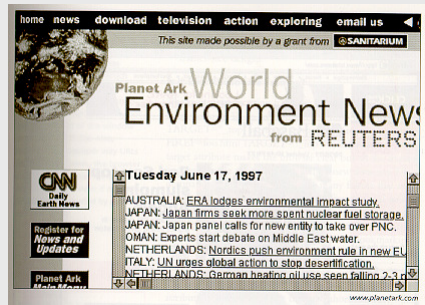 home news download television action exploring email us
This site made possible by a grant from SANITARIUM
Planet Ark World
Environment News
from REUTERS
CNN
Daily
Earth News
Register for
News and
Updates
Planet Ark
Main Menu
Tuesday June 17, 1997
AUSTRALIA: ERA lodges environmental impact study.
JAPAN: Japan firms seek more spent nuclear fuel storage.
JAPAN: Japan panel calls for new entity to take over PNC.
OMAN: Experts start debate on Middle East water.
NETHERLANDS: Nordics push environment rule in new EU
ITALY: UN urges global action to stop desertification.
NETHERLANDS: German heating oil use seen falling 2-3 p
www.planetark.com